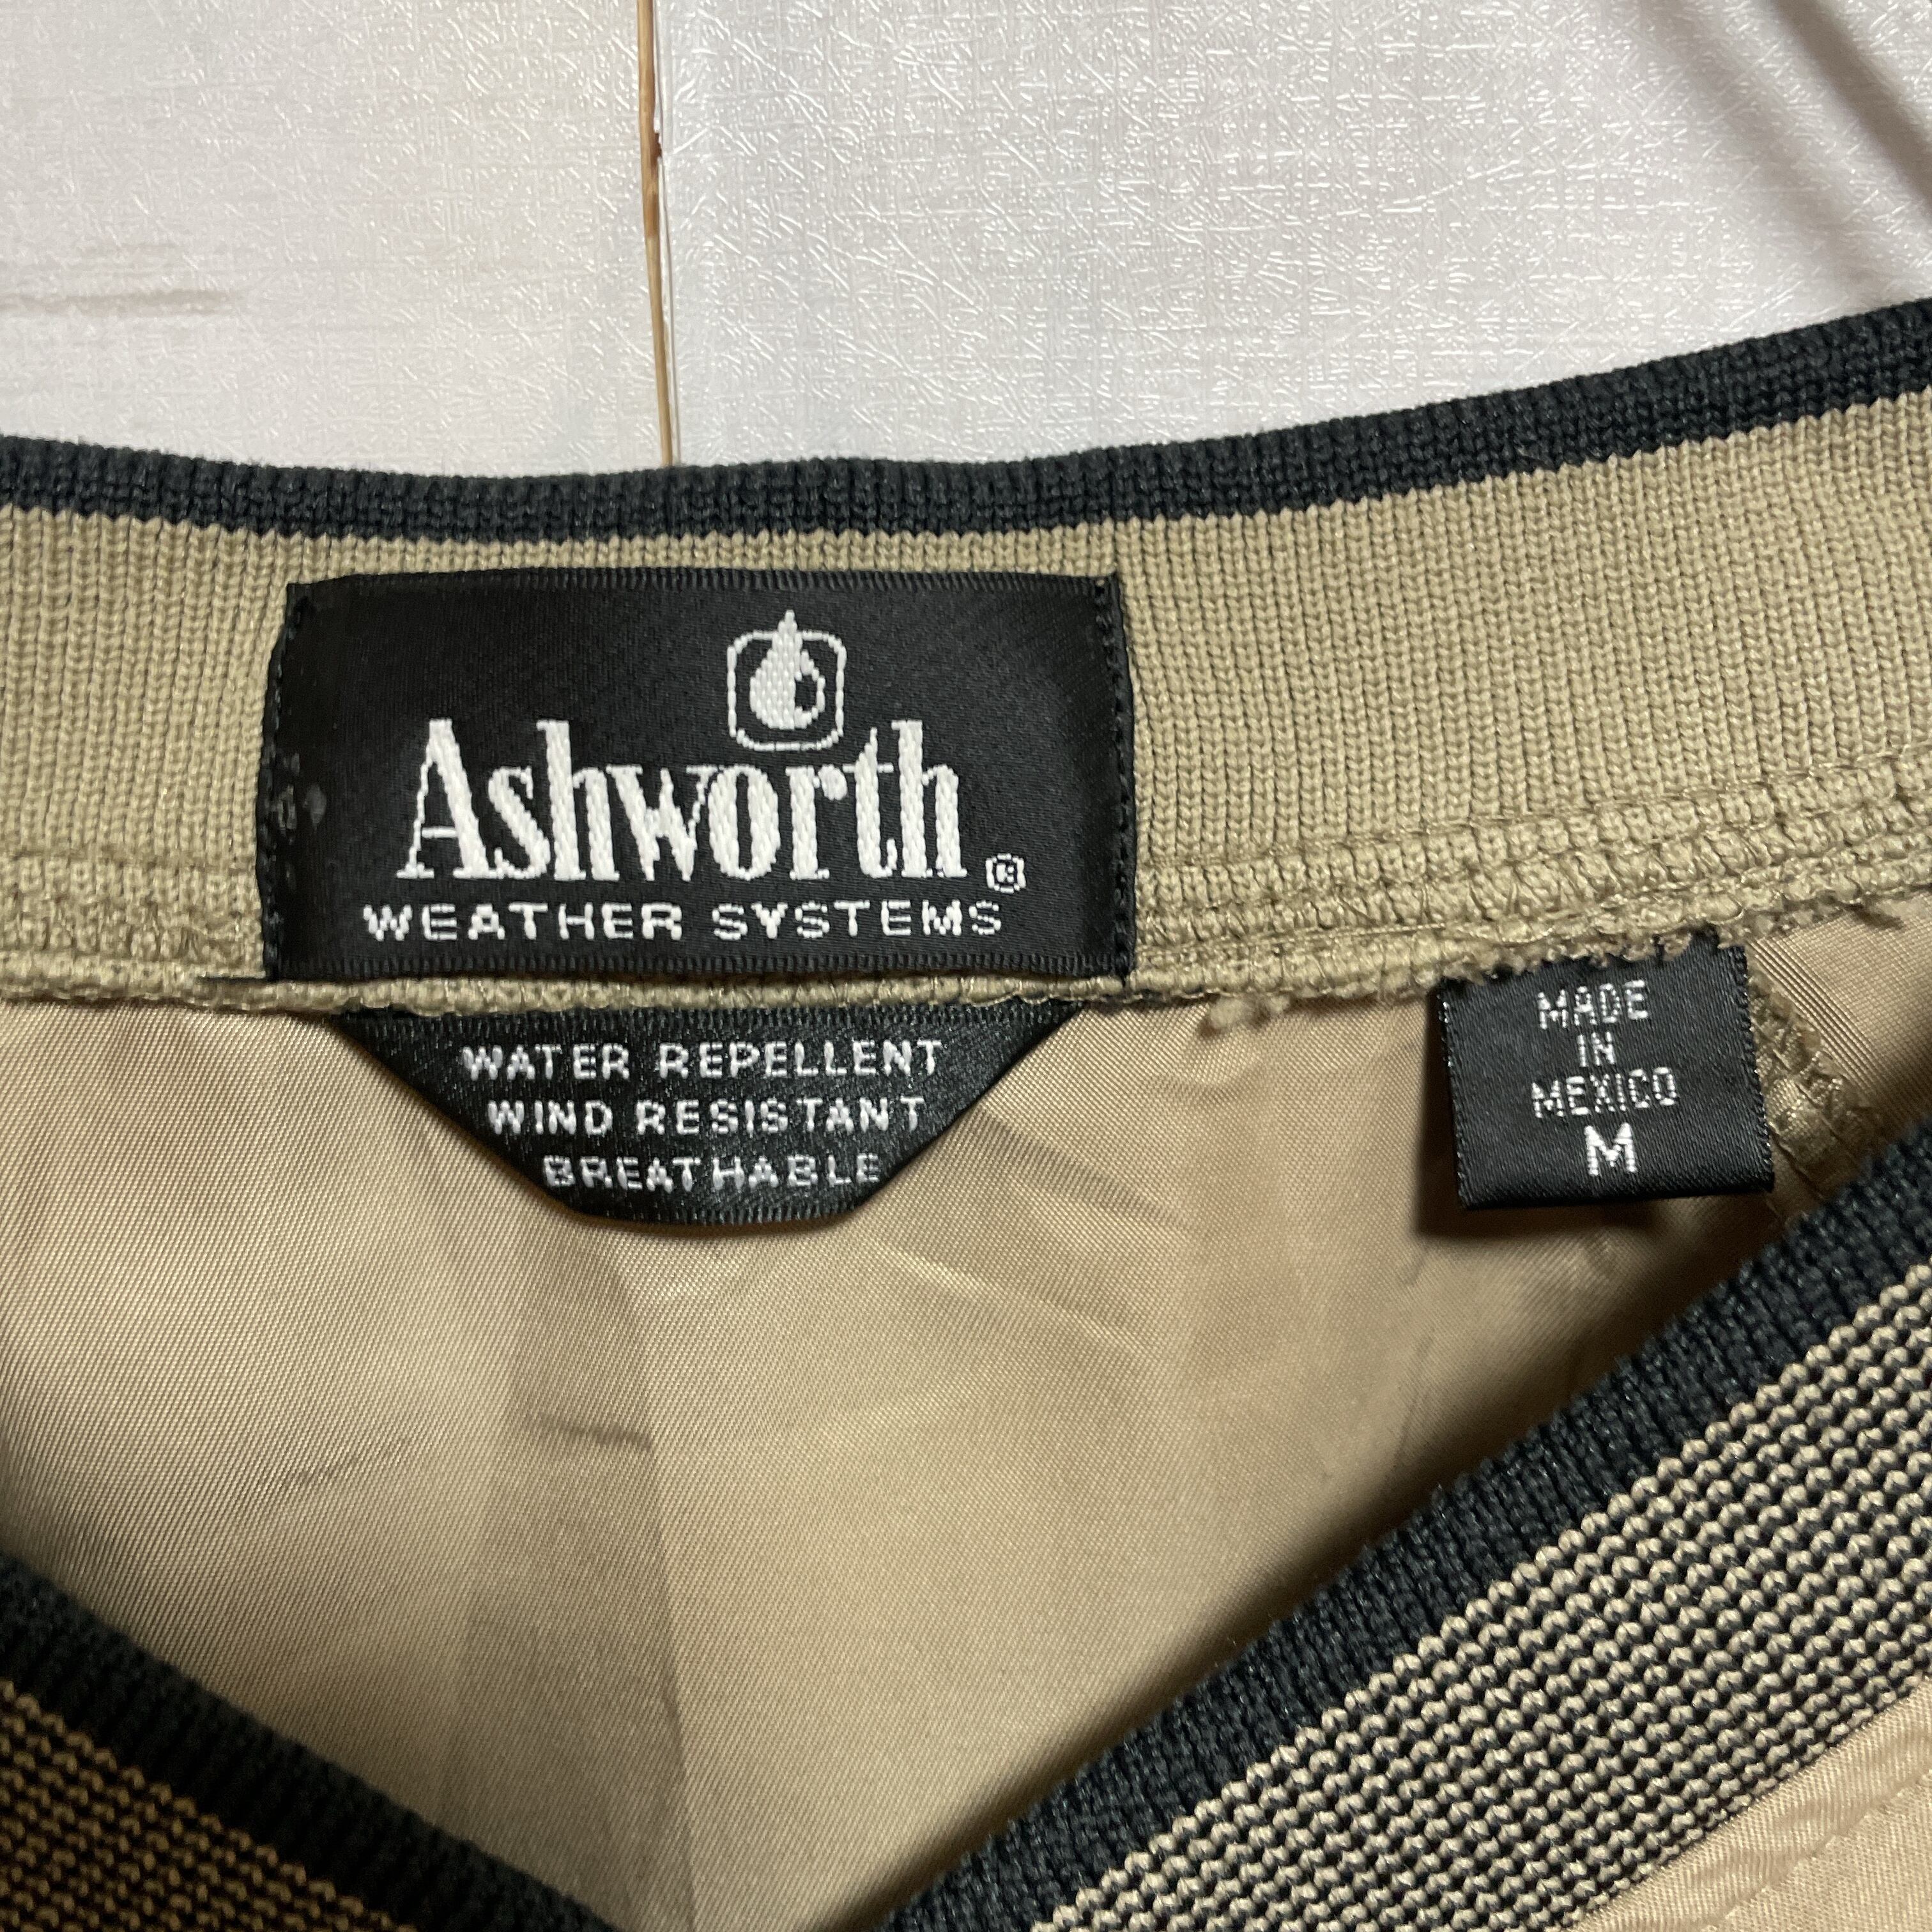 Ashworth®
WEATHER SYSTEMS
WATER REPELLENT
WIND RESISTANT
BREATHABLE
MADE
IN
MEXICO
M